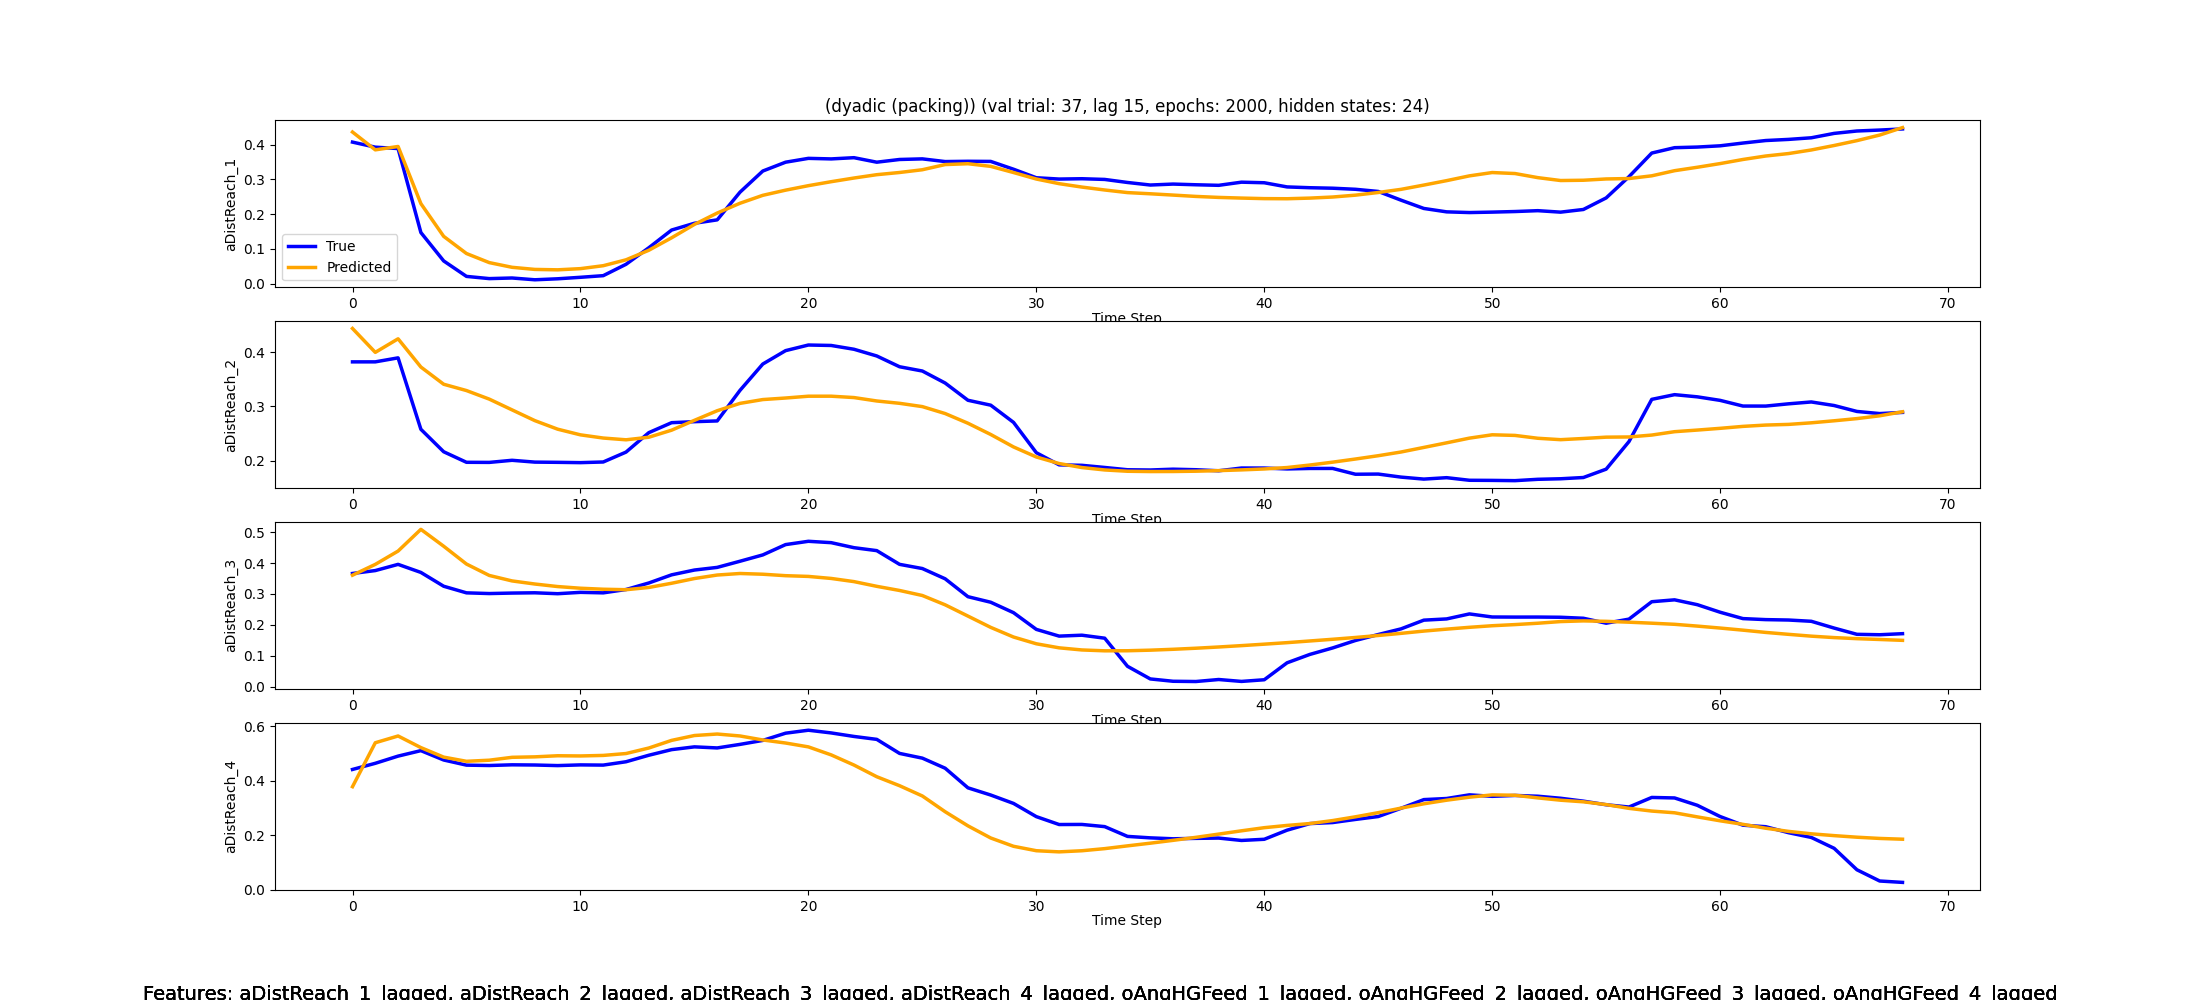 (dyadic (packing)) (val trial: 37, lag 15, epochs: 2000, hidden states: 24)
aDistReach_1
0.4
0.3
0.2
0.1
0.0
True
Predicted
0 10 20 30 40 50 60 70
Time Step
aDistReach_2
0.4
0.3
0.2
0 10 20 30 40 50 60 70
Time Step
aDistReach_3
0.5
0.4
0.3
0.2
0.1
0.0
0 10 20 30 40 50 60 70
Time Step
aDistReach_4
0.6
0.4
0.2
0.0
0 10 20 30 40 50 60 70
Time Step
Features: aDistReach_1_lagged, aDistReach_2_lagged, aDistReach_3_lagged, aDistReach_4_lagged, oAngHGFeed_1_lagged, oAngHGFeed_2_lagged, oAngHGFeed_3_lagged, oAngHGFeed_4_lagged